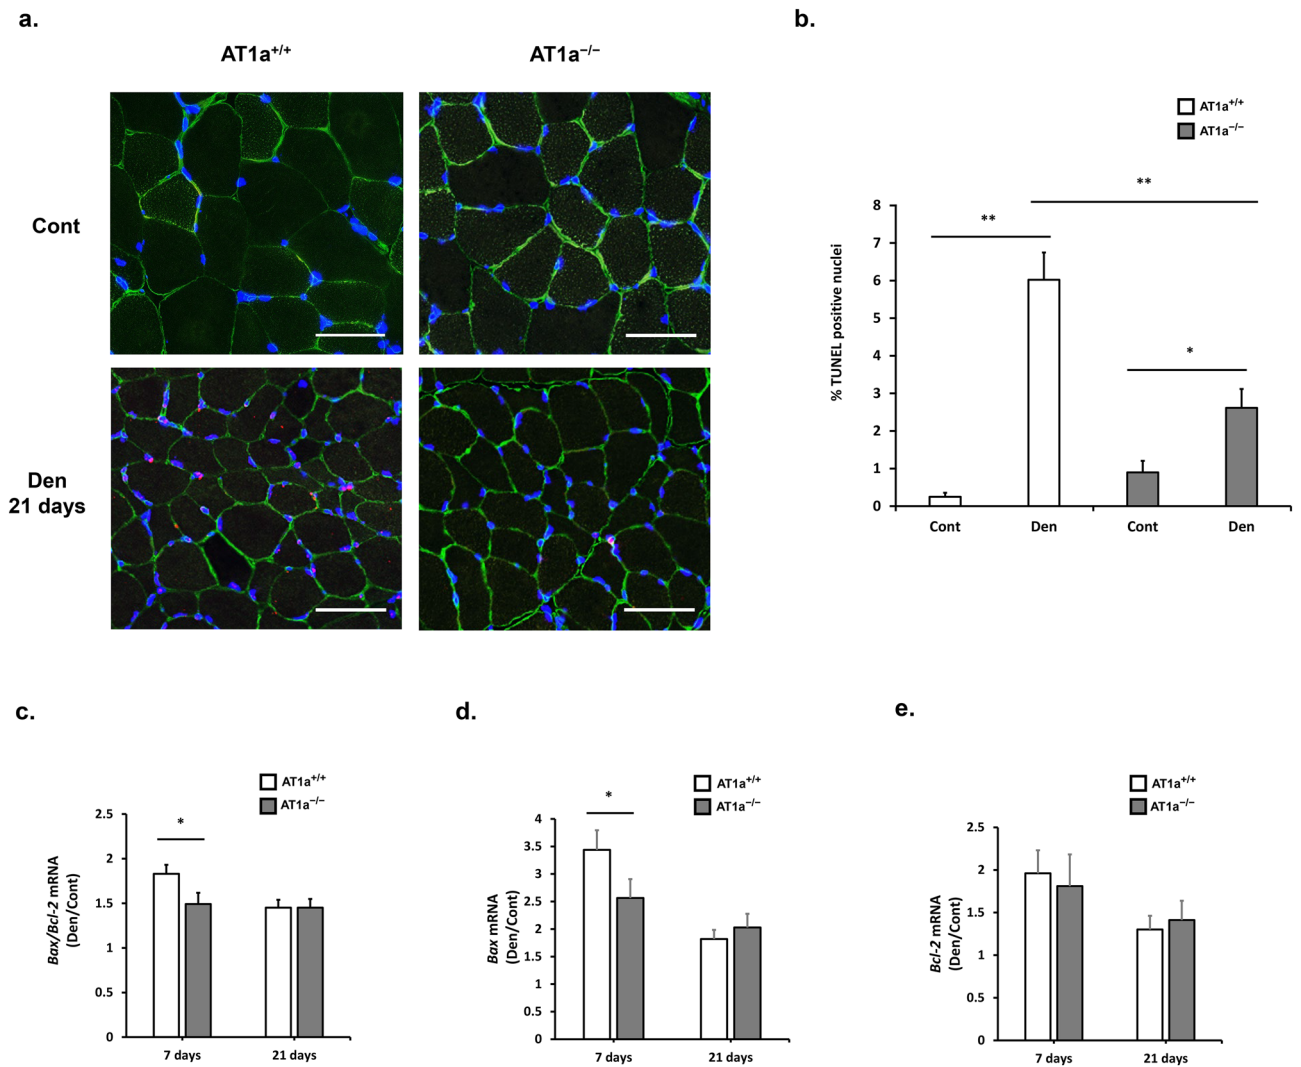 a.
AT1a+/+
AT1a−/−
Cont
Den
21 days
b.
AT1a+/+
AT1a−/−
% TUNEL positive nuclei
8
7
6
5
4
3
2
1
0
**
**
*
Cont
Den
Cont
Den
c.
AT1a+/+
AT1a−/−
Bax/Bcl-2 mRNA
(Den/Cont)
2.5
2
1.5
1
0.5
0
*
7 days
21 days
d.
AT1a+/+
AT1a−/−
Bax mRNA
(Den/Cont)
4
3.5
3
2.5
2
1.5
1
0.5
0
*
7 days
21 days
e.
AT1a+/+
AT1a−/−
Bcl-2 mRNA
(Den/Cont)
2.5
2
1.5
1
0.5
0
7 days
21 days